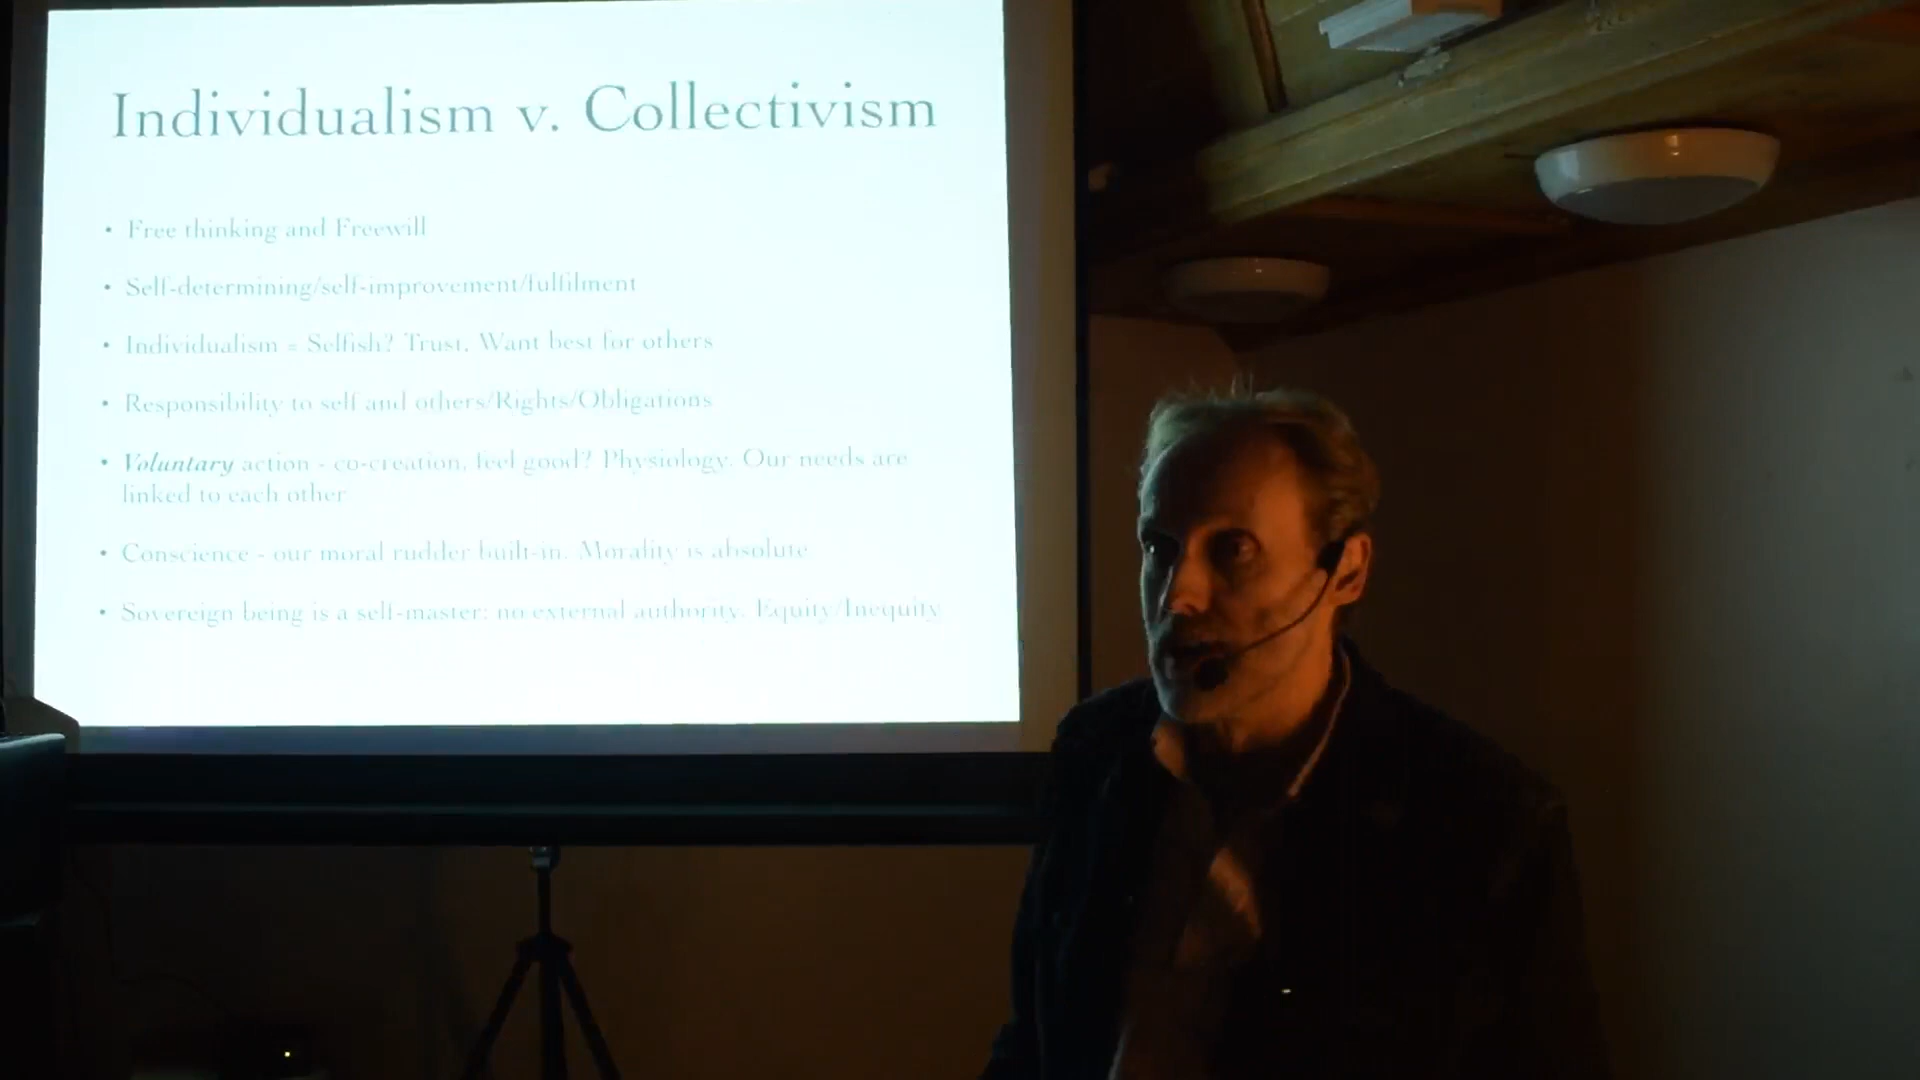 Individualism v. Collectivism
• Free thinking and Freewill
• Self-determining/self-improvement/fulfilment
• Individualism = Selfish? Trust, Want best for others
• Responsibility to self and others/Rights/Obligations
• Voluntary action - co-creation, feel good? Physiology. Our needs are
linked to each other
• Conscience - our moral rudder built-in. Morality is absolute
• Sovereign being is a self-master: no external authority. Equity/Inequity